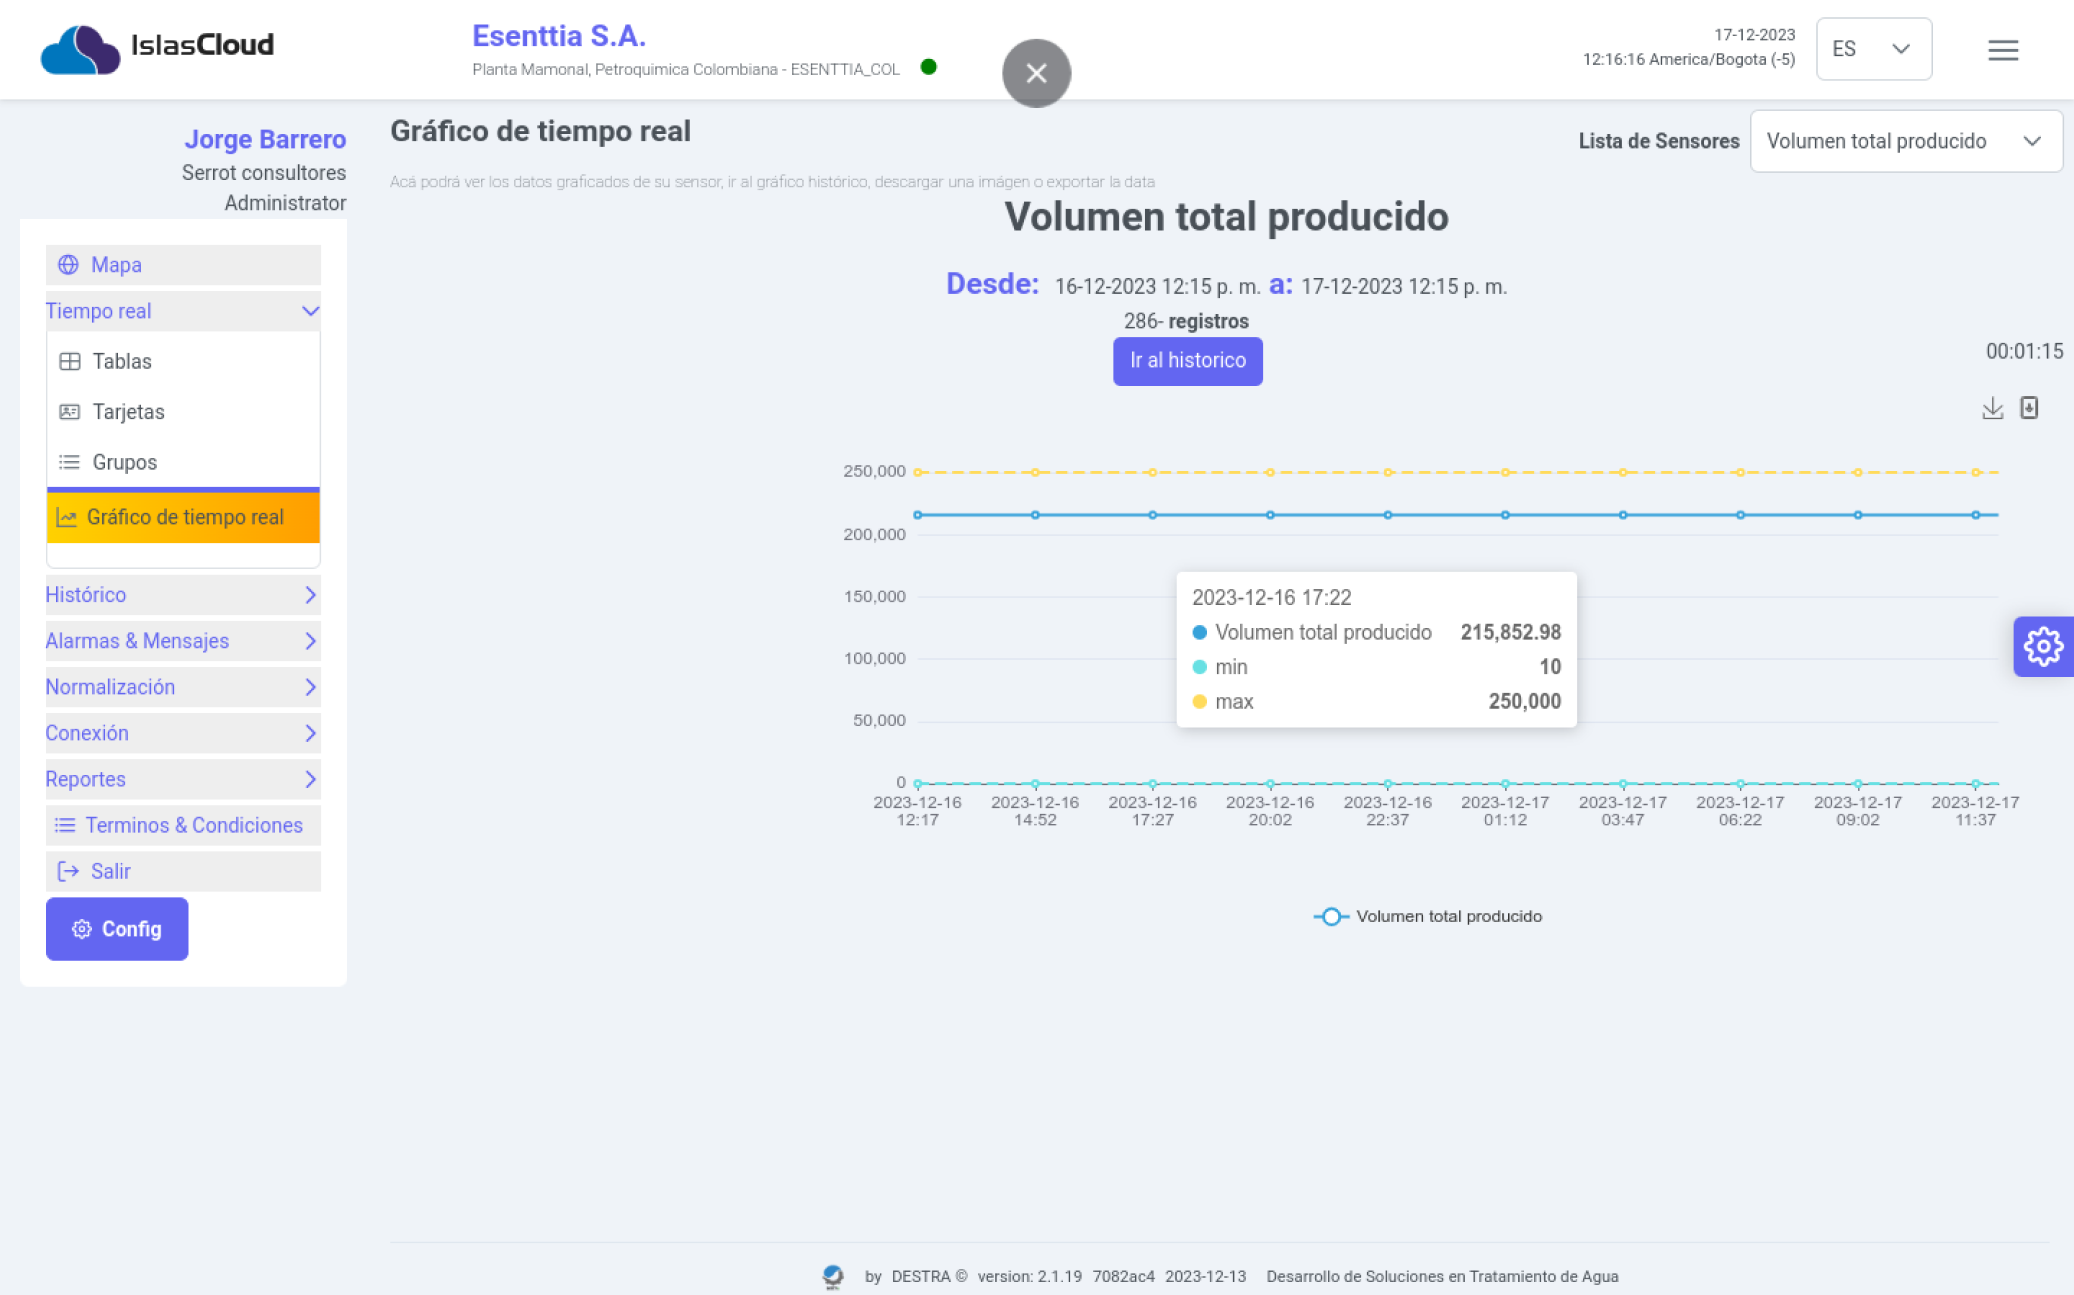 IslasCloud
Esenttia S.A.
Planta Mamonal, Petroquimica Colombiana - ESENTTIA_COL
17-12-2023
12:16:16 America/Bogota (-5)
ES
Jorge Barrero
Serrot consultores
Administrator
Mapa
Tiempo real
Tablas
Tarjetas
Grupos
Gráfico de tiempo real
Histórico
Alarmas & Mensajes
Normalización
Conexión
Reportes
Terminos & Condiciones
Salir
Config
Gráfico de tiempo real
Lista de Sensores
Volumen total producido
Acá podrá ver los datos graficados de su sensor, ir al gráfico histórico, descargar una imágen o exportar la data
Volumen total producido
Desde: 16-12-2023 12:15 p. m. a: 17-12-2023 12:15 p. m.
286- registros
Ir al historico
00:01:15
250,000
200,000
150,000
100,000
50,000
0
2023-12-16 17:22
Volumen total producido 215,852.98
min 10
max 250,000
2023-12-16 2023-12-16 2023-12-16 2023-12-16 2023-12-16 2023-12-17 2023-12-17 2023-12-17 2023-12-17 2023-12-17
12:17 14:52 17:27 20:02 22:37 01:12 03:47 06:22 09:02 11:37
Volumen total producido
by DESTRA © version: 2.1.19 7082ac4 2023-12-13 Desarrollo de Soluciones en Tratamiento de Agua